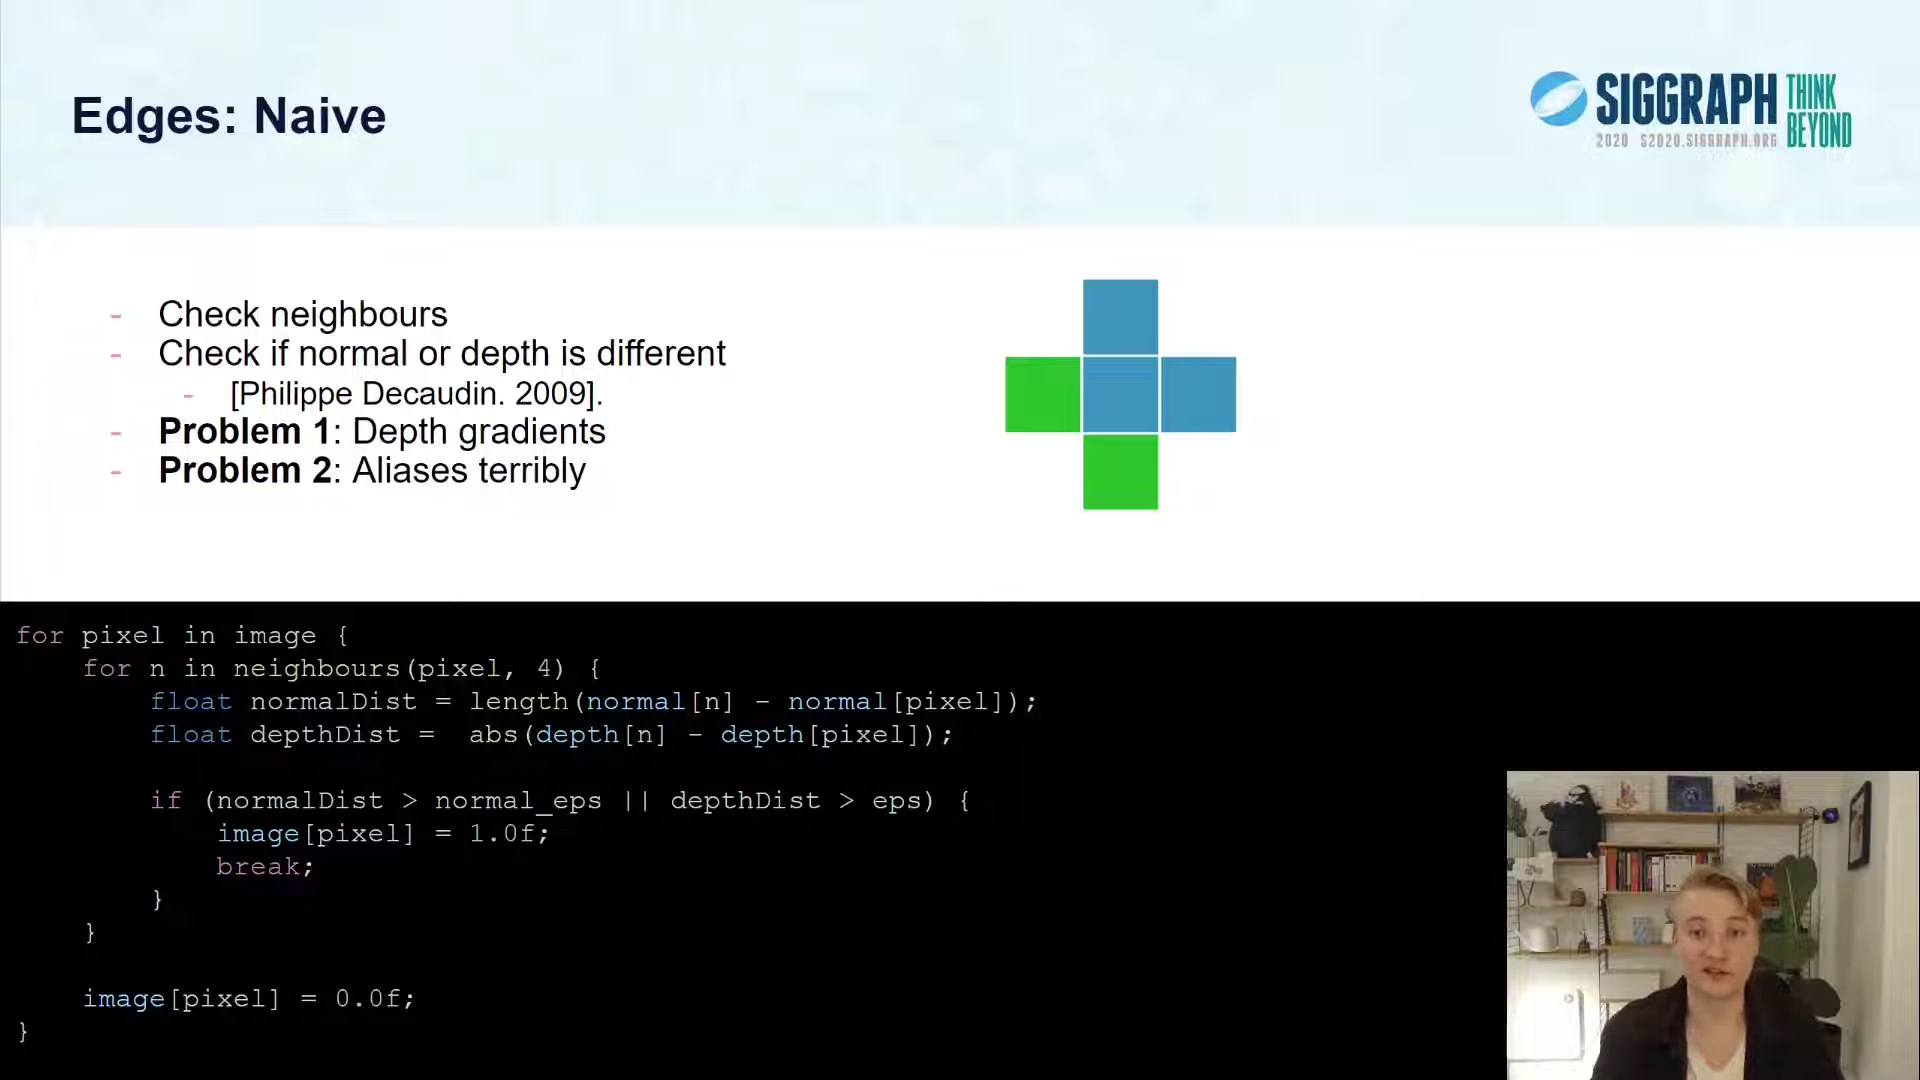 Edges: Naive
SIGGRAPH THINK BEYOND
2020 S2020.SIGGRAPH.ORG
- Check neighbours
- Check if normal or depth is different
- [Philippe Decaudin. 2009].
- Problem 1: Depth gradients
- Problem 2: Aliases terribly
for pixel in image {
for n in neighbours(pixel, 4) {
float normalDist = length(normal[n] - normal[pixel]);
float depthDist = abs(depth[n] - depth[pixel]);
if (normalDist > normal_eps || depthDist > eps) {
image[pixel] = 1.0f;
break;
}
}
image[pixel] = 0.0f;
}